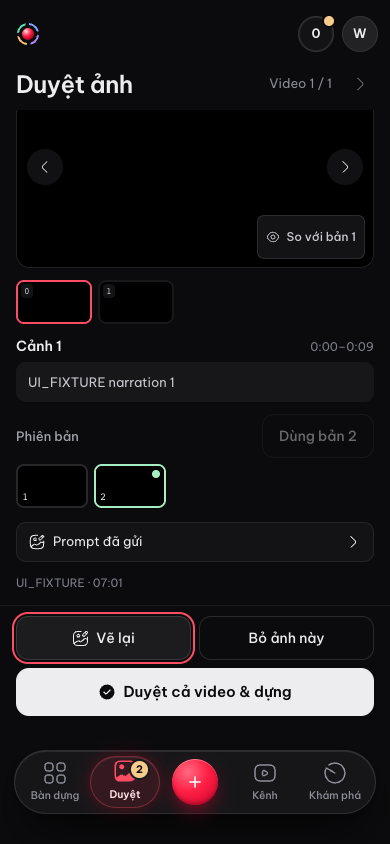 0
W
Duyệt ảnh
Video 1 / 1
So với bản 1
0
1
Cảnh 1
0:00–0:09
UI_FIXTURE narration 1
Phiên bản
Dùng bản 2
1
2
Prompt đã gửi
UI_FIXTURE · 07:01
Vẽ lại
Bỏ ảnh này
Duyệt cả video & dựng
2
Bàn dựng
Duyệt
Kênh
Khám phá